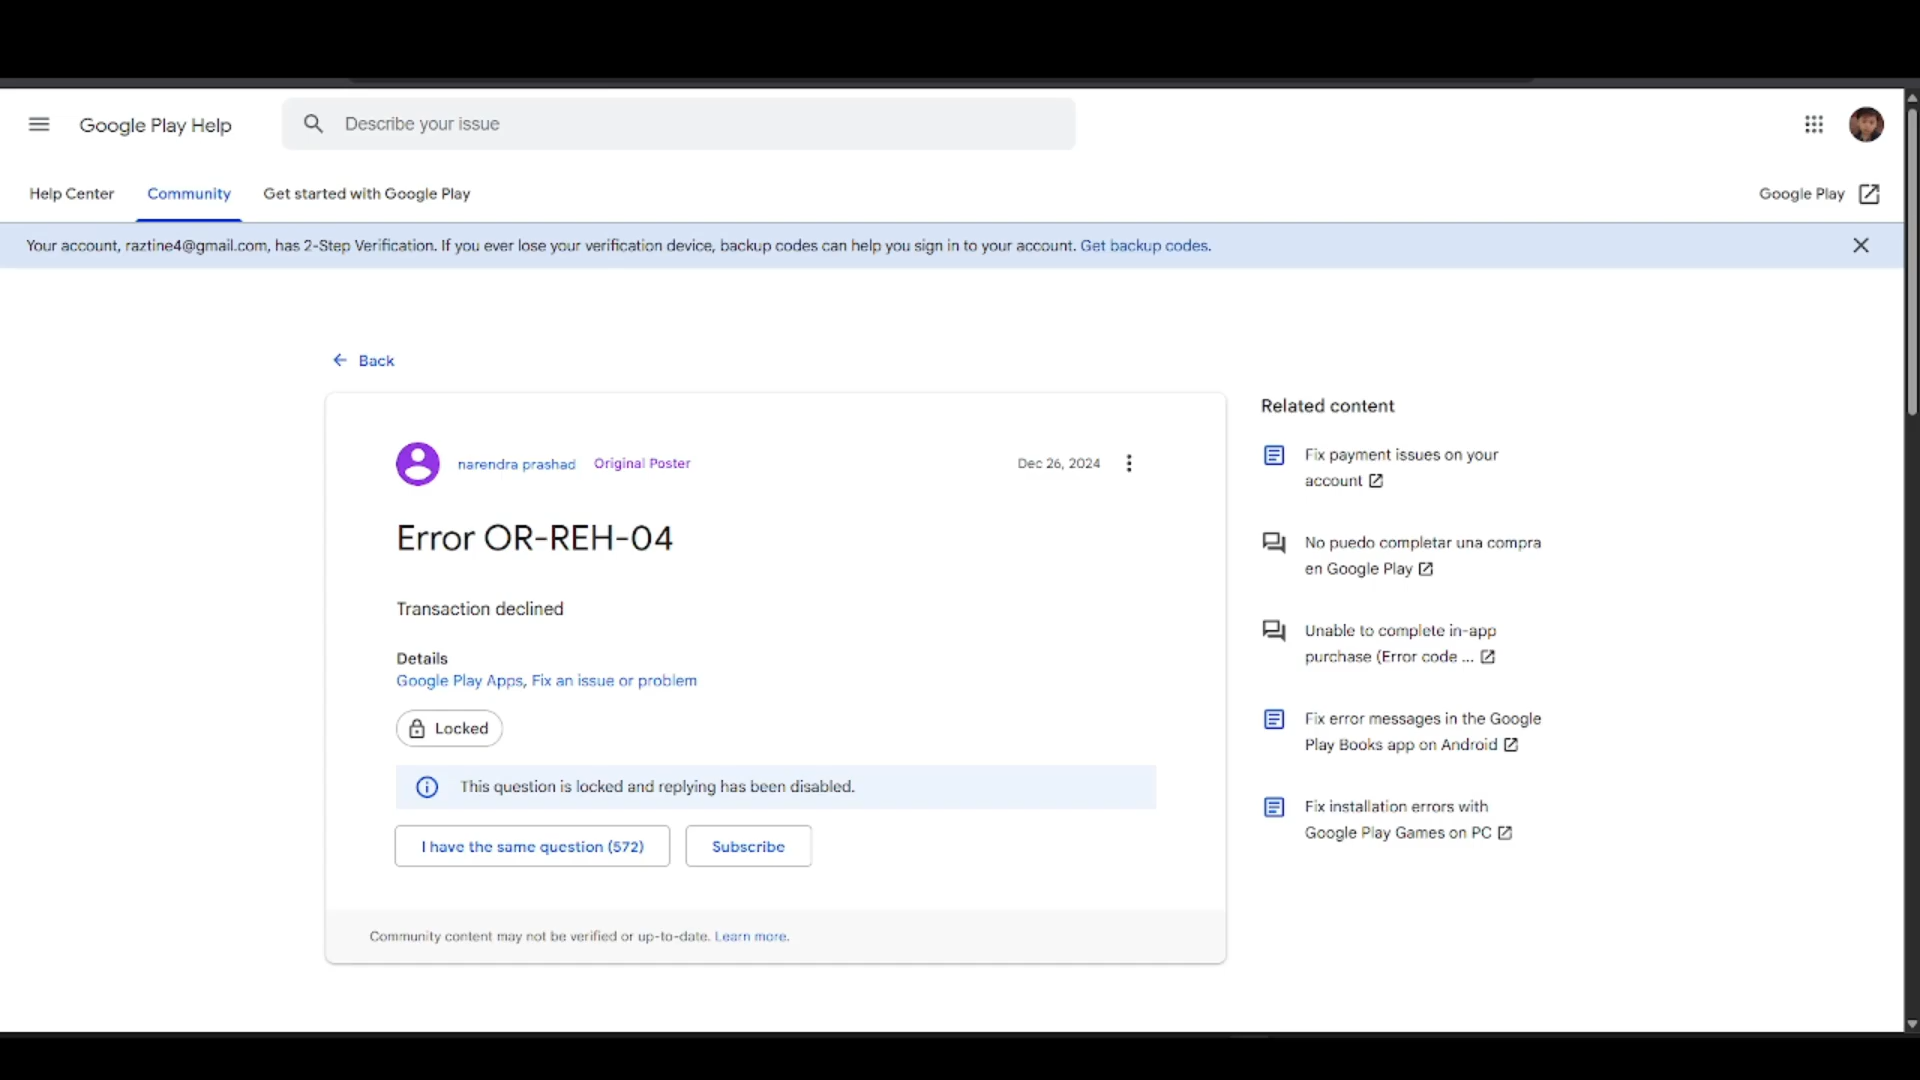 Google Play Help
Describe your issue
Help Center
Community
Get started with Google Play
Google Play
Your account, raztine4@gmail.com, has 2-Step Verification. If you ever lose your verification device, backup codes can help you sign in to your account. Get backup codes.
Back
narendra prashad
Original Poster
Dec 26, 2024
Error OR-REH-04
Transaction declined
Details
Google Play Apps, Fix an issue or problem
Locked
This question is locked and replying has been disabled.
I have the same question (572)
Subscribe
Community content may not be verified or up-to-date. Learn more.
Related content
Fix payment issues on your
account
No puedo completar una compra
en Google Play
Unable to complete in-app
purchase (Error code ...
Fix error messages in the Google
Play Books app on Android
Fix installation errors with
Google Play Games on PC